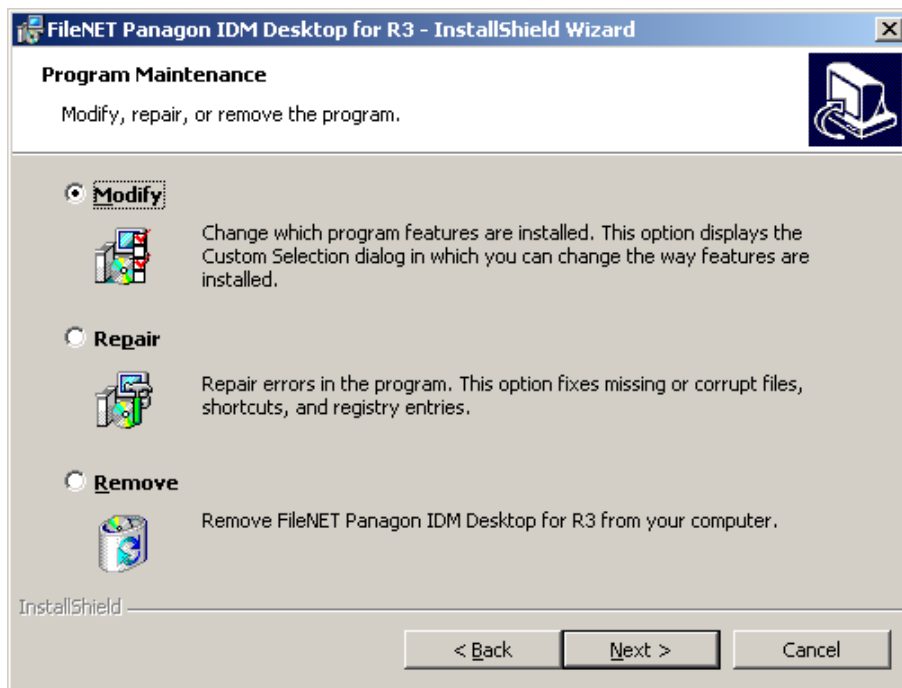 FileNET Panagon IDM Desktop for R3 - InstallShield Wizard
Program Maintenance
Modify, repair, or remove the program.
Modify
Change which program features are installed. This option displays the
Custom Selection dialog in which you can change the way features are
installed.
Repair
Repair errors in the program. This option fixes missing or corrupt files,
shortcuts, and registry entries.
Remove
Remove FileNET Panagon IDM Desktop for R3 from your computer.
InstallShield
< Back
Next >
Cancel